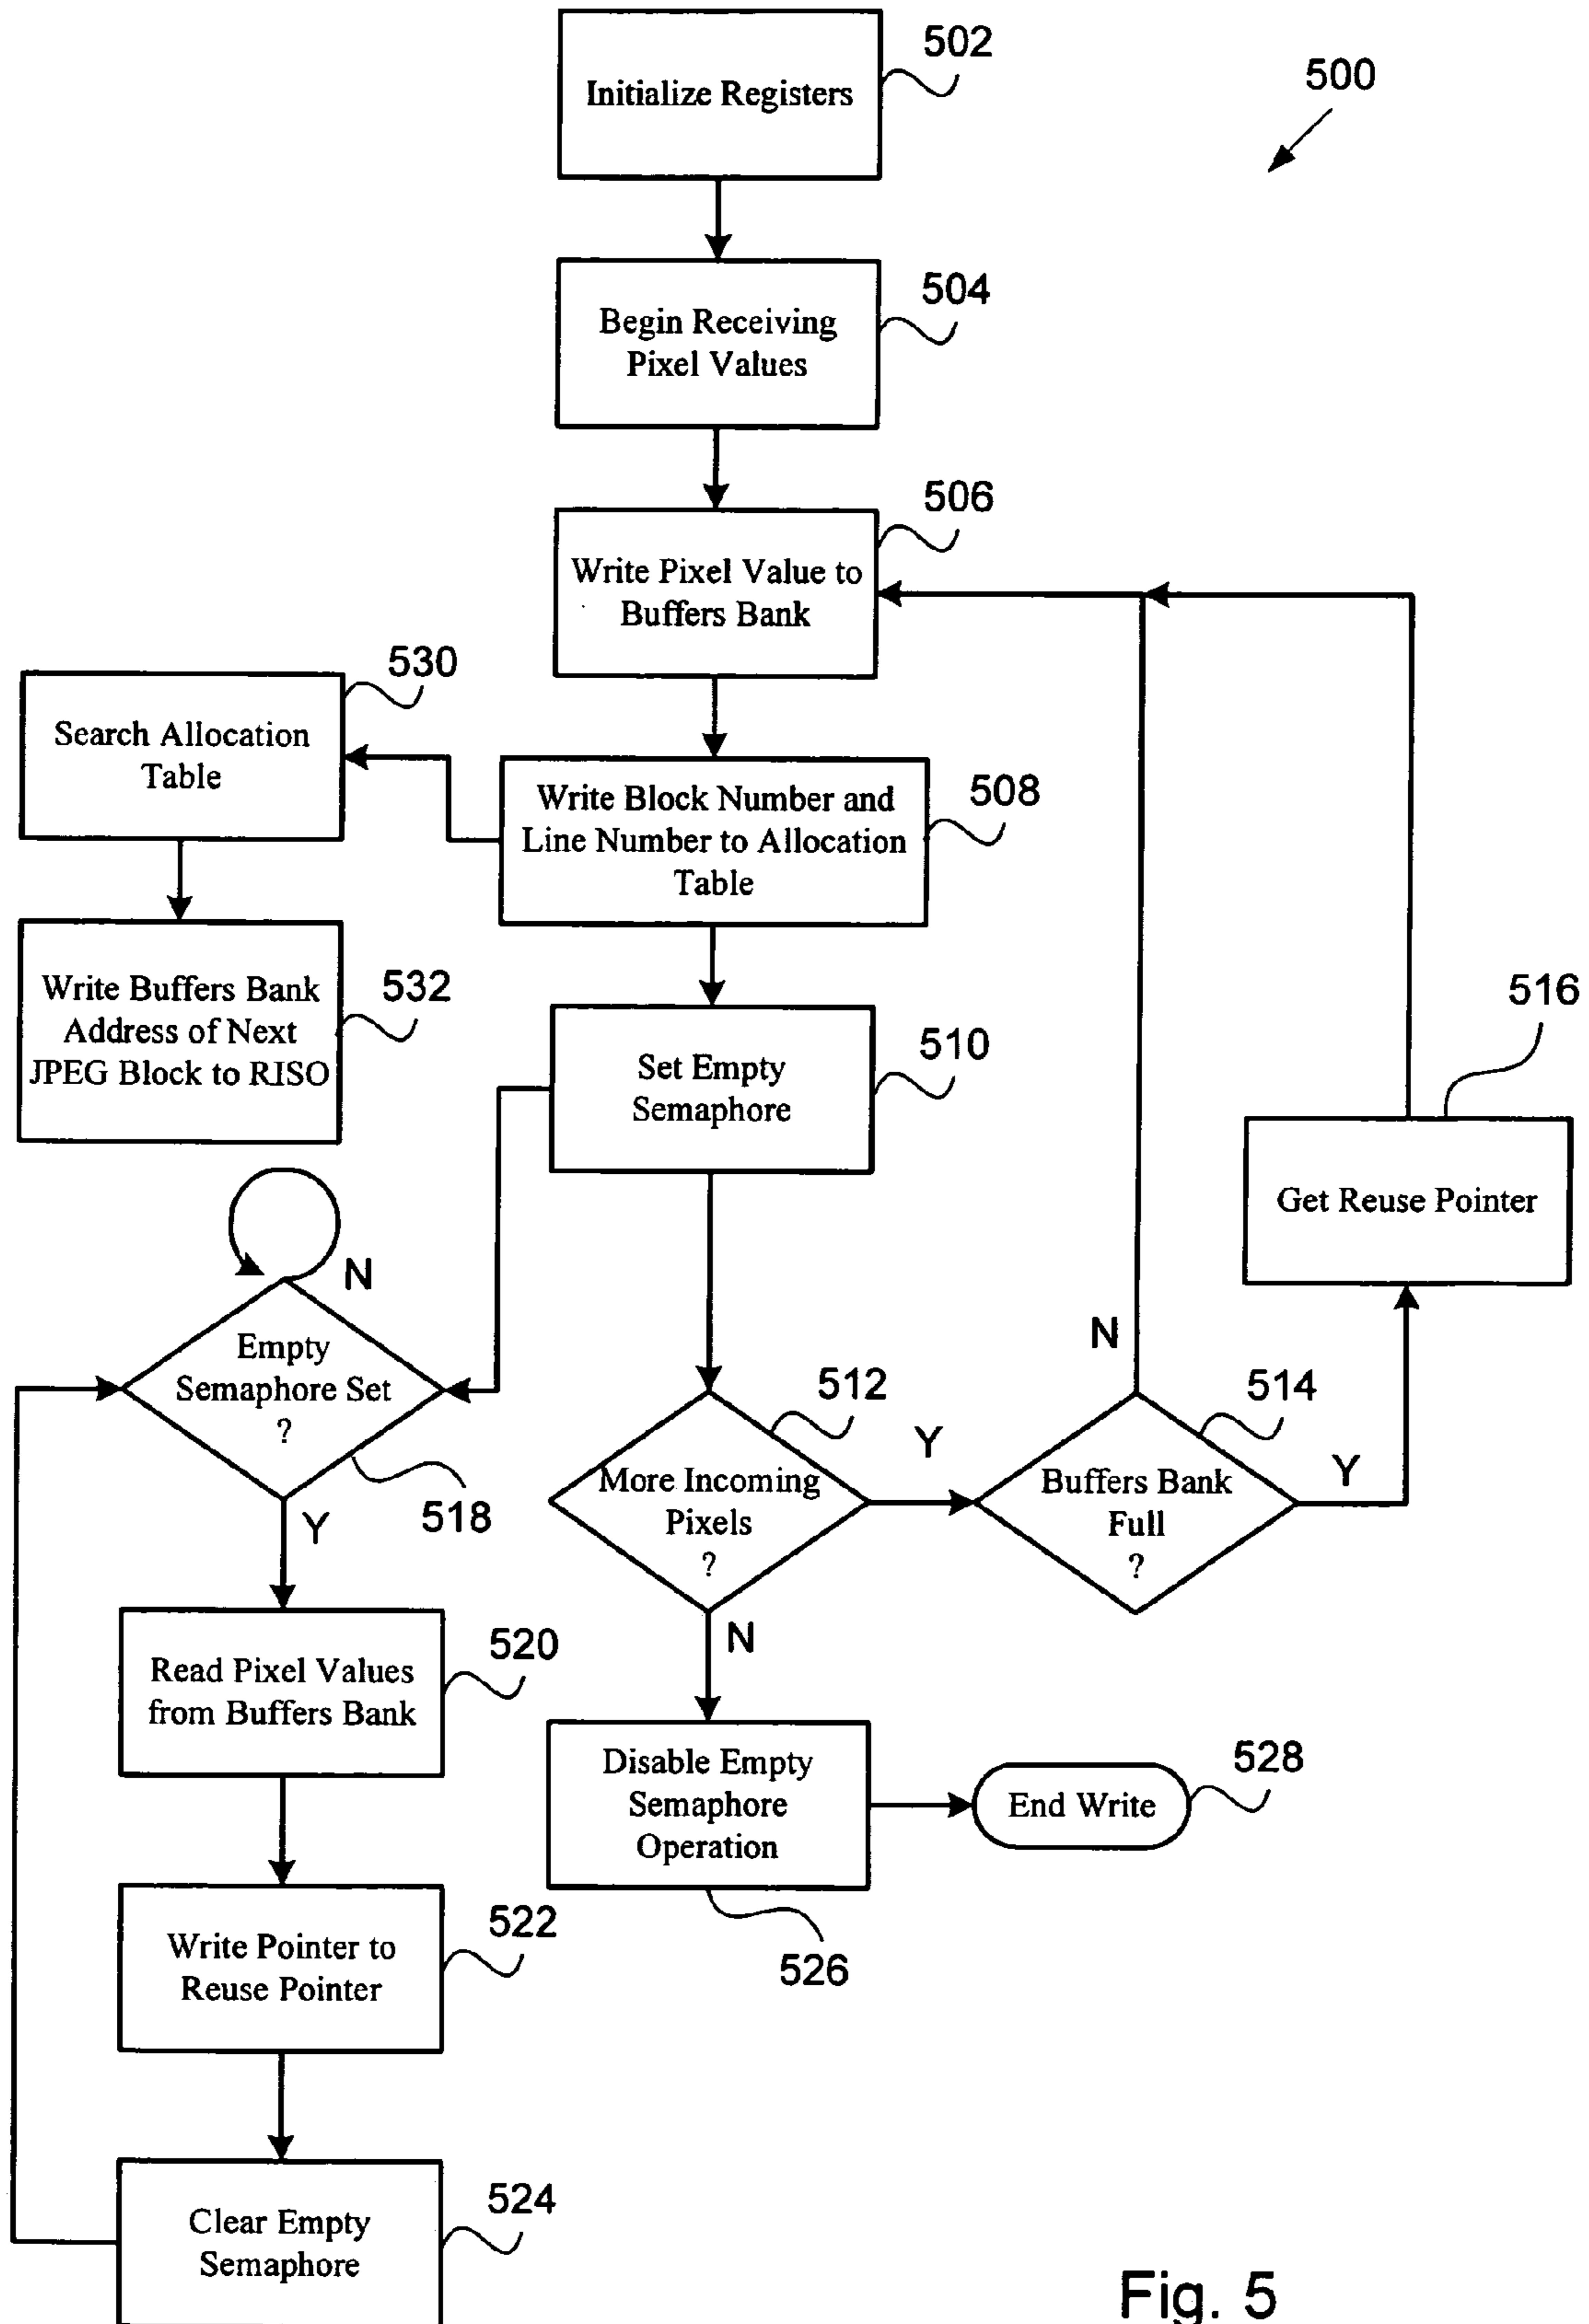 502
Initialize Registers
500
504
Begin Receiving
Pixel Values
506
Write Pixel Value to
Buffers Bank
530
Search Allocation
Table
508
Write Block Number and
Line Number to Allocation
Table
532
Write Buffers Bank
Address of Next
JPEG Block to RISO
510
Set Empty
Semaphore
516
Get Reuse Pointer
N
Empty
Semaphore Set
?
518
Y
512
More Incoming
Pixels
?
Y
N
514
Buffers Bank
Full
?
Y
N
520
Read Pixel Values
from Buffers Bank
Disable Empty
Semaphore
Operation
526
528
End Write
522
Write Pointer to
Reuse Pointer
524
Clear Empty
Semaphore
Fig. 5